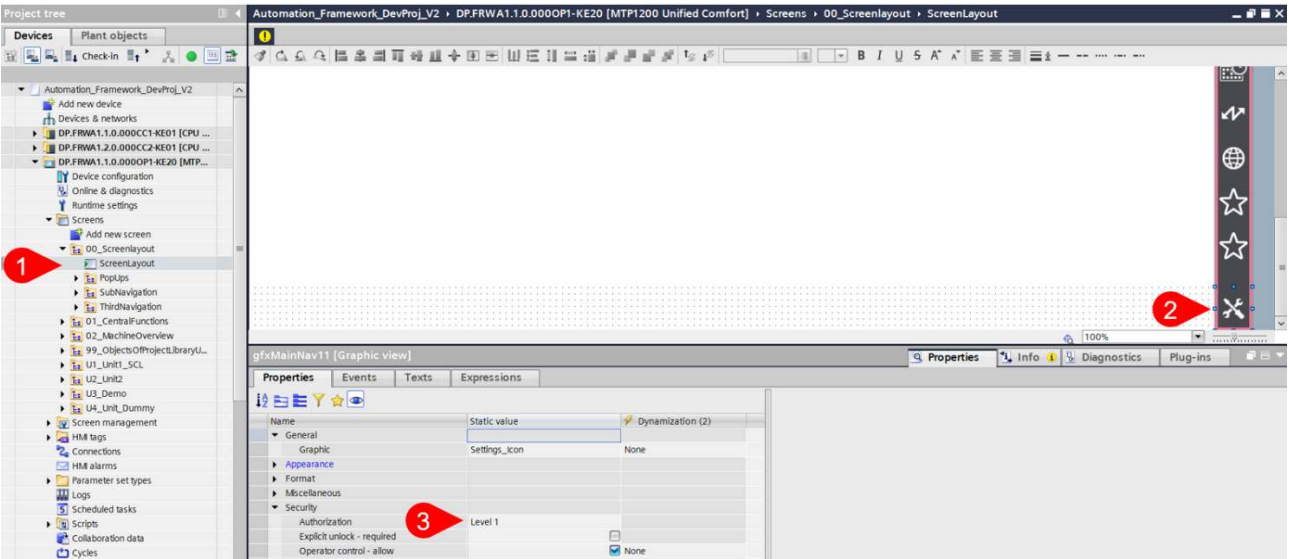 Project tree
Automation_Framework_DevProj_V2 ▸ DP.FRWA1.1.0.000OP1-KE20 [MTP1200 Unified Comfort] ▸ Screens ▸ 00_Screenlayout ▸ ScreenLayout
Devices
Plant objects
Check-in
B I U S A A
Automation_Framework_DevProj_V2
Add new device
Devices & networks
DP.FRWA1.1.0.000CC1-KE01 [CPU ...
DP.FRWA1.2.0.000CC2-KE01 [CPU ...
DP.FRWA1.1.0.000OP1-KE20 [MTP...
Device configuration
Online & diagnostics
Runtime settings
Screens
Add new screen
00_Screenlayout
ScreenLayout
PopUps
SubNavigation
ThirdNavigation
01_CentralFunctions
02_MachineOverview
99_ObjectsOfProjectLibraryU...
U1_Unit1_SCL
U2_Unit2
U3_Demo
U4_Unit_Dummy
Screen management
HMI tags
Connections
HMI alarms
Parameter set types
Logs
Scheduled tasks
Scripts
Collaboration data
Cycles
1
2
100%
gfxMainNav11 [Graphic view]
Properties
Info
Diagnostics
Plug-ins
Properties
Events
Texts
Expressions
Name
Static value
Dynamization (2)
General
Graphic
Settings_Icon
None
Appearance
Format
Miscellaneous
Security
Authorization
3
Level 1
Explicit unlock - required
Operator control - allow
None